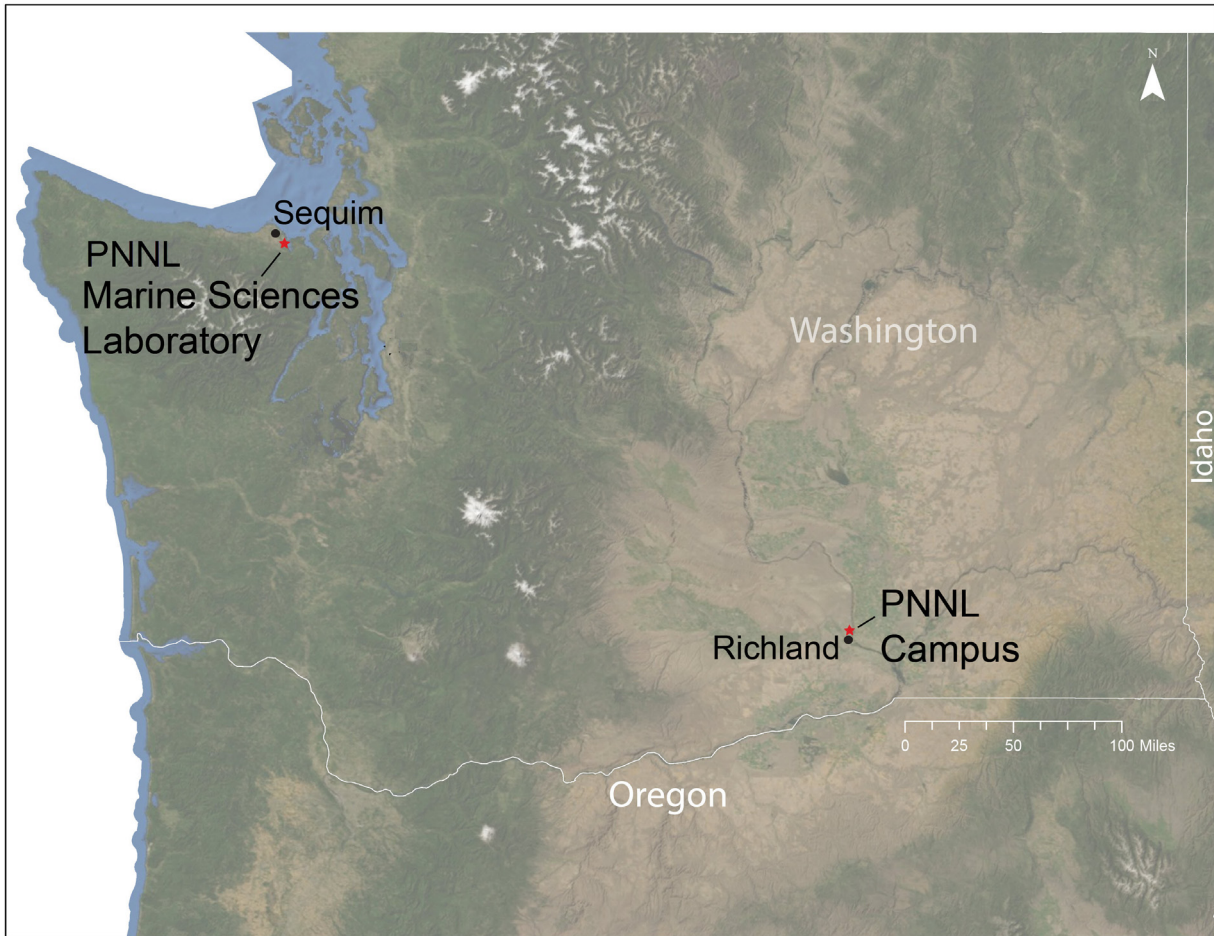 N
Sequim
PNNL
Marine Sciences
Laboratory
Washington
Idaho
PNNL
Campus
Richland
0 25 50 100 Miles
Oregon